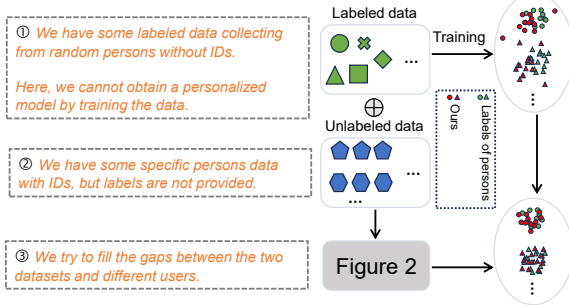 ① We have some labeled data collecting
from random persons without IDs.
Here, we cannot obtain a personalized
model by training the data.
② We have some specific persons data
with IDs, but labels are not provided.
③ We try to fill the gaps between the two
datasets and different users.
Labeled data
...
Training
Unlabeled data
...
...
Figure 2
Ours
Labels of persons
...
...